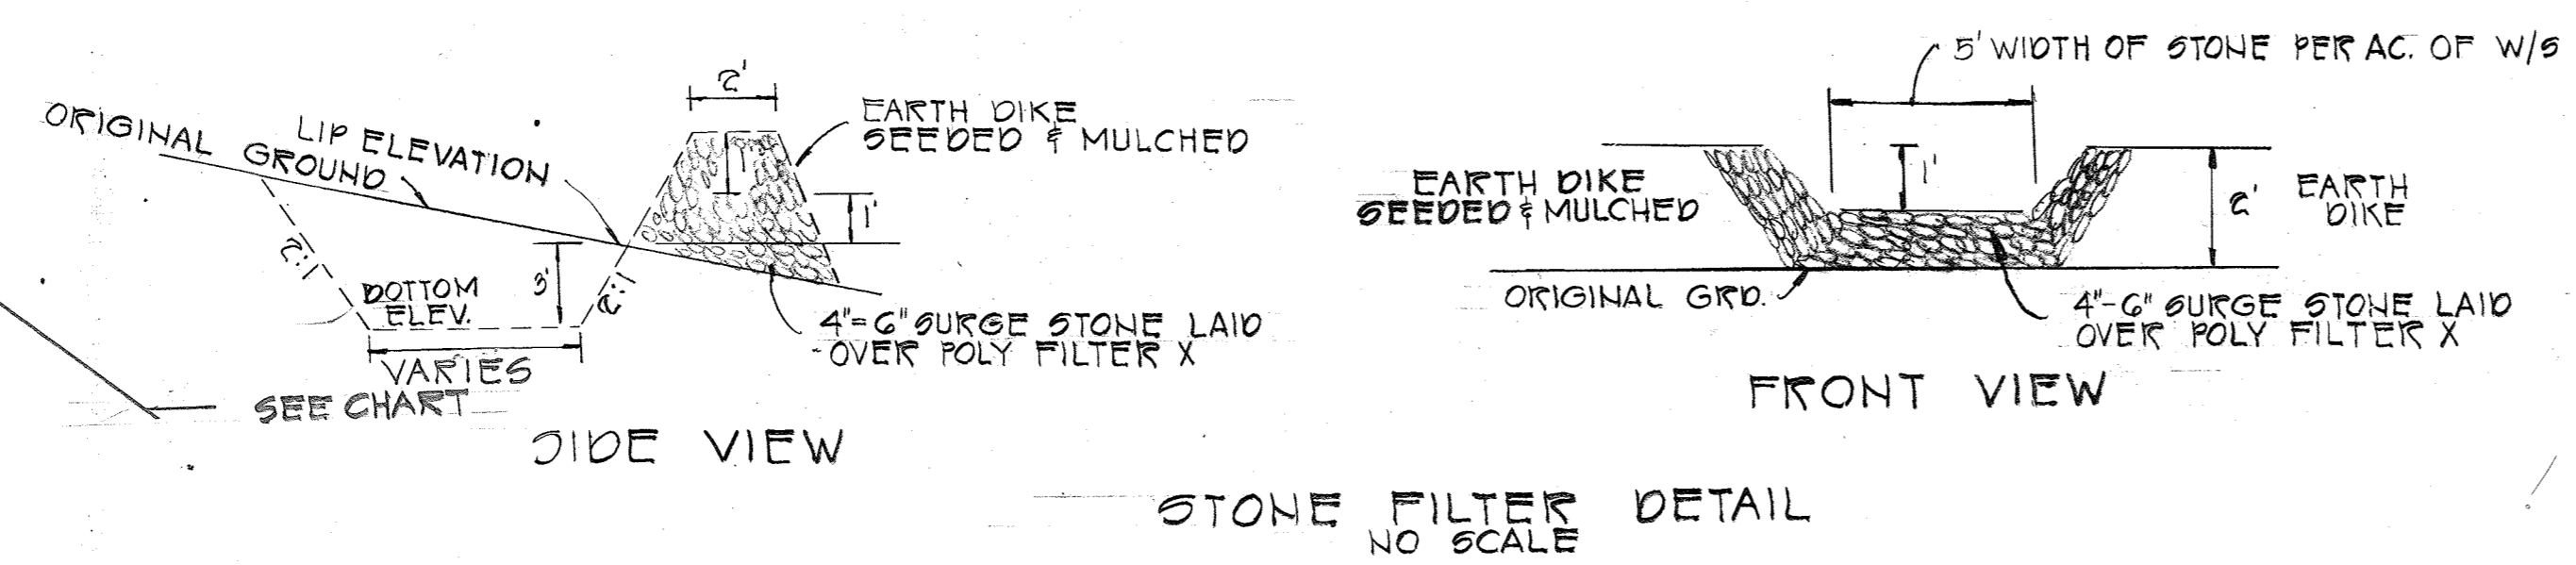 2'
EARTH DIKE
SEEDED & MULCHED
ORIGINAL GROUND
LIP ELEVATION
1'
1'
2:1
3'
2:1
BOTTOM
ELEV.
VARIES
SEE CHART
4"=6" SURGE STONE LAID
OVER POLY FILTER X
SIDE VIEW
5' WIDTH OF STONE PER AC. OF W/S
1'
EARTH DIKE
SEEDED & MULCHED
2'
EARTH
DIKE
ORIGINAL GRD.
4"-6" SURGE STONE LAID
OVER POLY FILTER X
FRONT VIEW
STONE FILTER DETAIL
NO SCALE